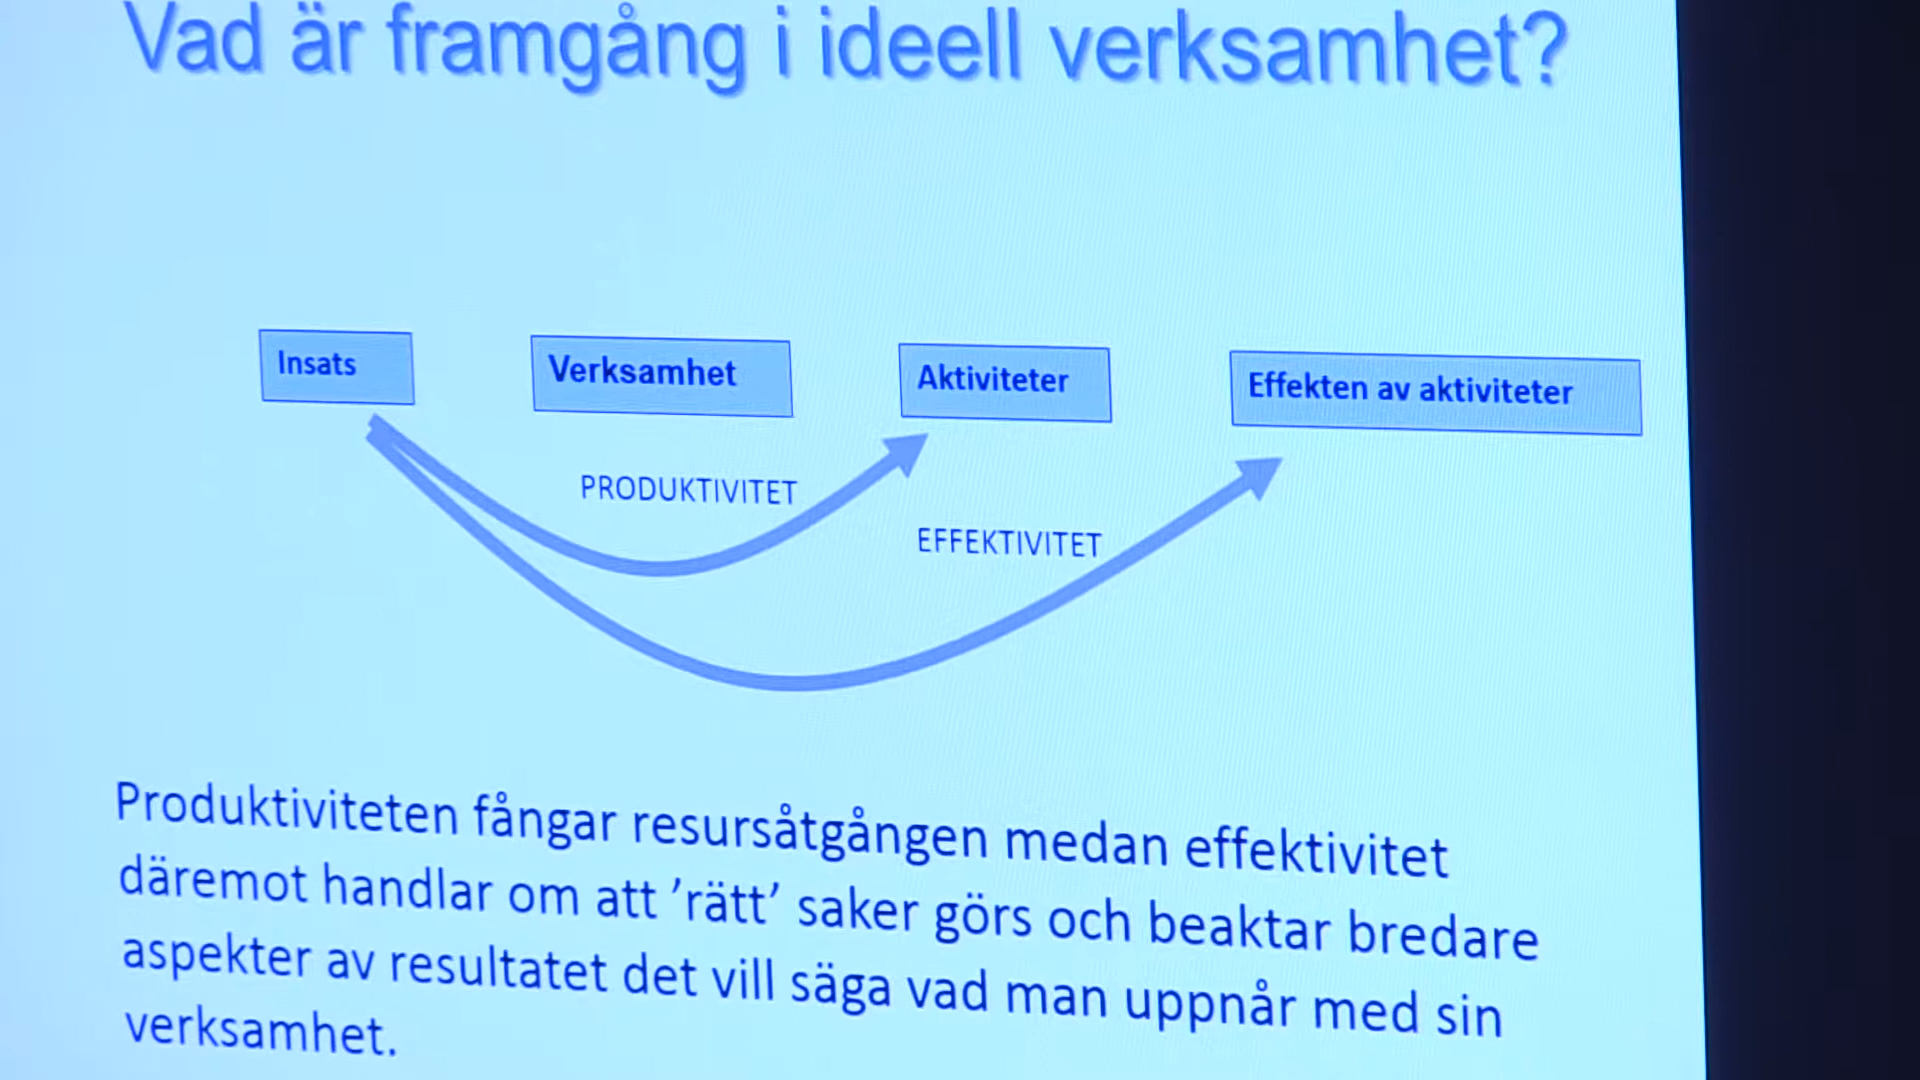 Vad är framgång i ideell verksamhet?
Insats
Verksamhet
Aktiviteter
Effekten av aktiviteter
PRODUKTIVITET
EFFEKTIVITET
Produktiviteten fångar resursåtgången medan effektivitet
däremot handlar om att ’rätt’ saker görs och beaktar bredare
aspekter av resultatet det vill säga vad man uppnår med sin
verksamhet.